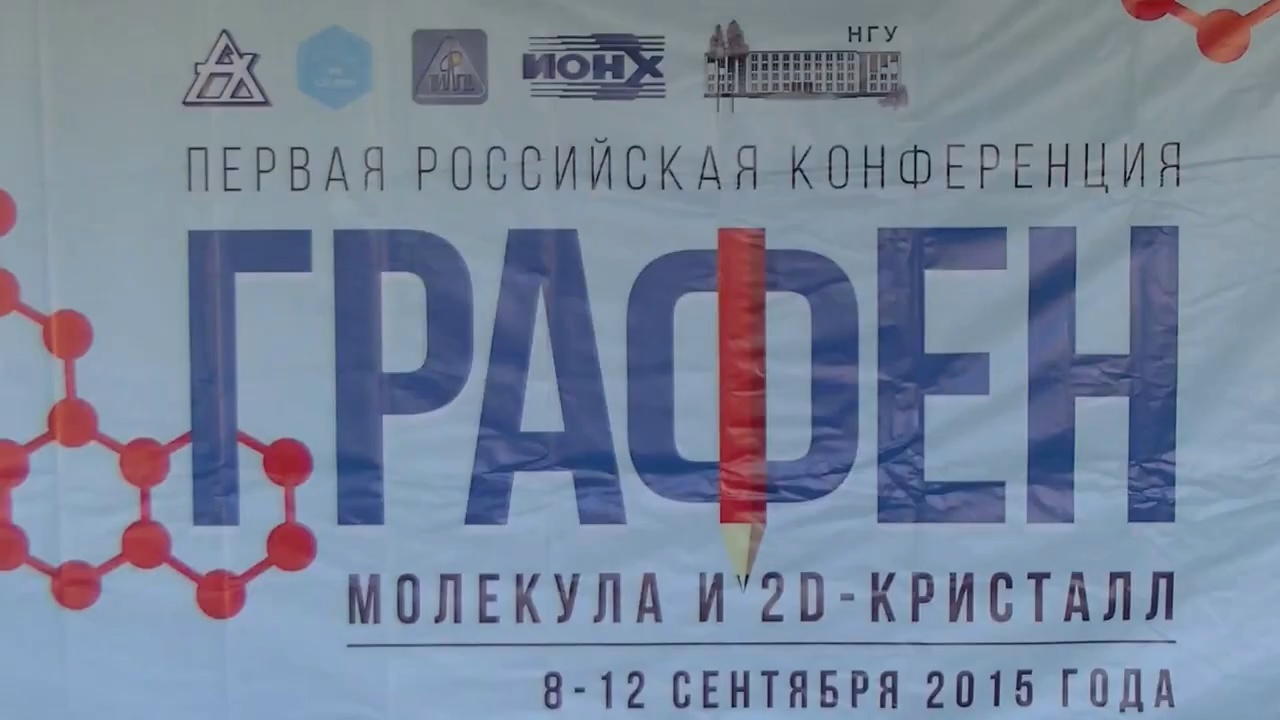 ИОНХ
НГУ
ПЕРВАЯ РОССИЙСКАЯ КОНФЕРЕНЦИЯ
ГРАФЕН
МОЛЕКУЛА И 2D-КРИСТАЛЛ
8-12 СЕНТЯБРЯ 2015 ГОДА